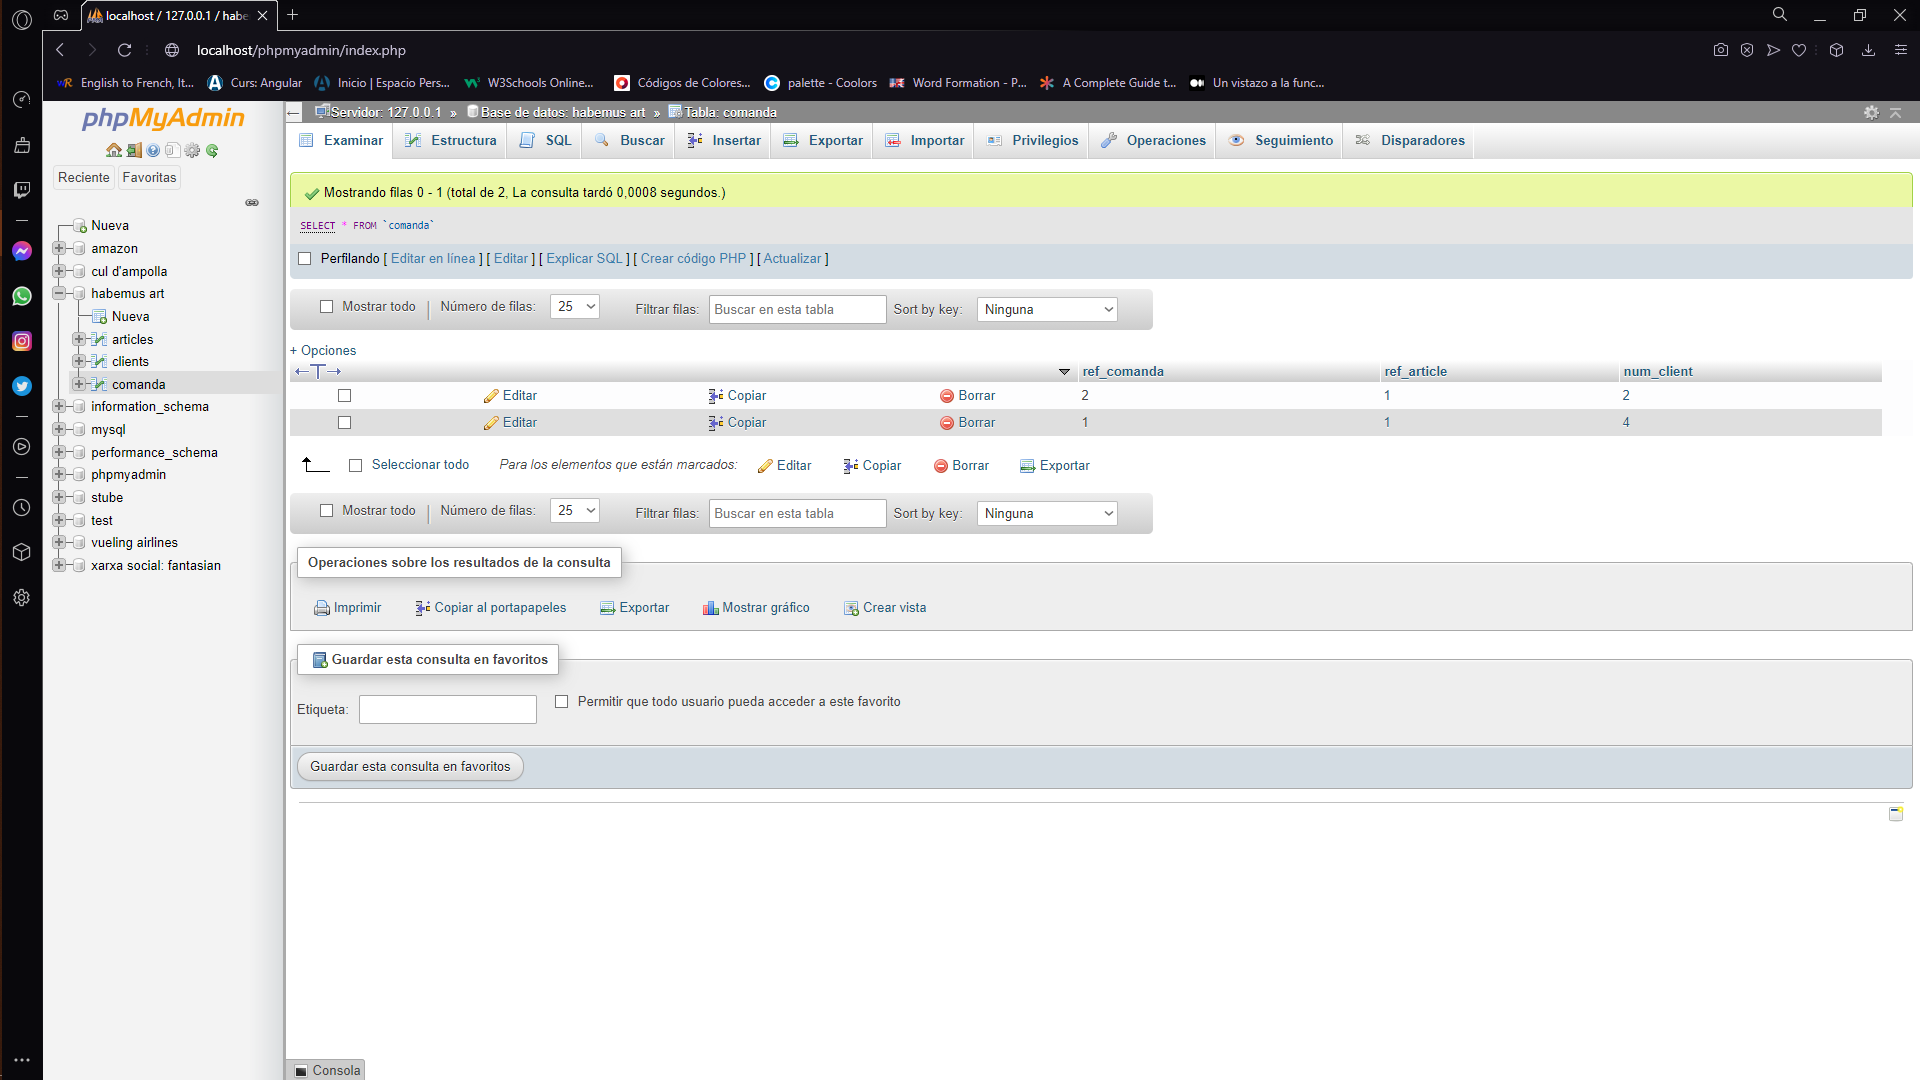 localhost / 127.0.0.1 / habe
localhost/phpmyadmin/index.php
English to French, It...
Curs: Angular
Inicio | Espacio Pers...
W3Schools Online...
Códigos de Colores...
palette - Coolors
Word Formation - P...
A Complete Guide t...
Un vistazo a la func...
phpMyAdmin
Reciente
Favoritas
Nueva
amazon
cul d'ampolla
habemus art
Nueva
articles
clients
comanda
information_schema
mysql
performance_schema
phpmyadmin
stube
test
vueling airlines
xarxa social: fantasian
Servidor: 127.0.0.1 » Base de datos: habemus art » Tabla: comanda
Examinar Estructura SQL Buscar Insertar Exportar Importar Privilegios Operaciones Seguimiento Disparadores
Mostrando filas 0 - 1 (total de 2, La consulta tardó 0,0008 segundos.)
SELECT * FROM `comanda`
Perfilando [ Editar en línea ] [ Editar ] [ Explicar SQL ] [ Crear código PHP ] [ Actualizar ]
Mostrar todo Número de filas: 25 Filtrar filas: Buscar en esta tabla Sort by key: Ninguna
+ Opciones
←T→ ref_comanda ref_article num_client
Editar Copiar Borrar 2 1 2
Editar Copiar Borrar 1 1 4
Seleccionar todo Para los elementos que están marcados: Editar Copiar Borrar Exportar
Mostrar todo Número de filas: 25 Filtrar filas: Buscar en esta tabla Sort by key: Ninguna
Operaciones sobre los resultados de la consulta
Imprimir Copiar al portapapeles Exportar Mostrar gráfico Crear vista
Guardar esta consulta en favoritos
Etiqueta: Permitir que todo usuario pueda acceder a este favorito
Guardar esta consulta en favoritos
Consola